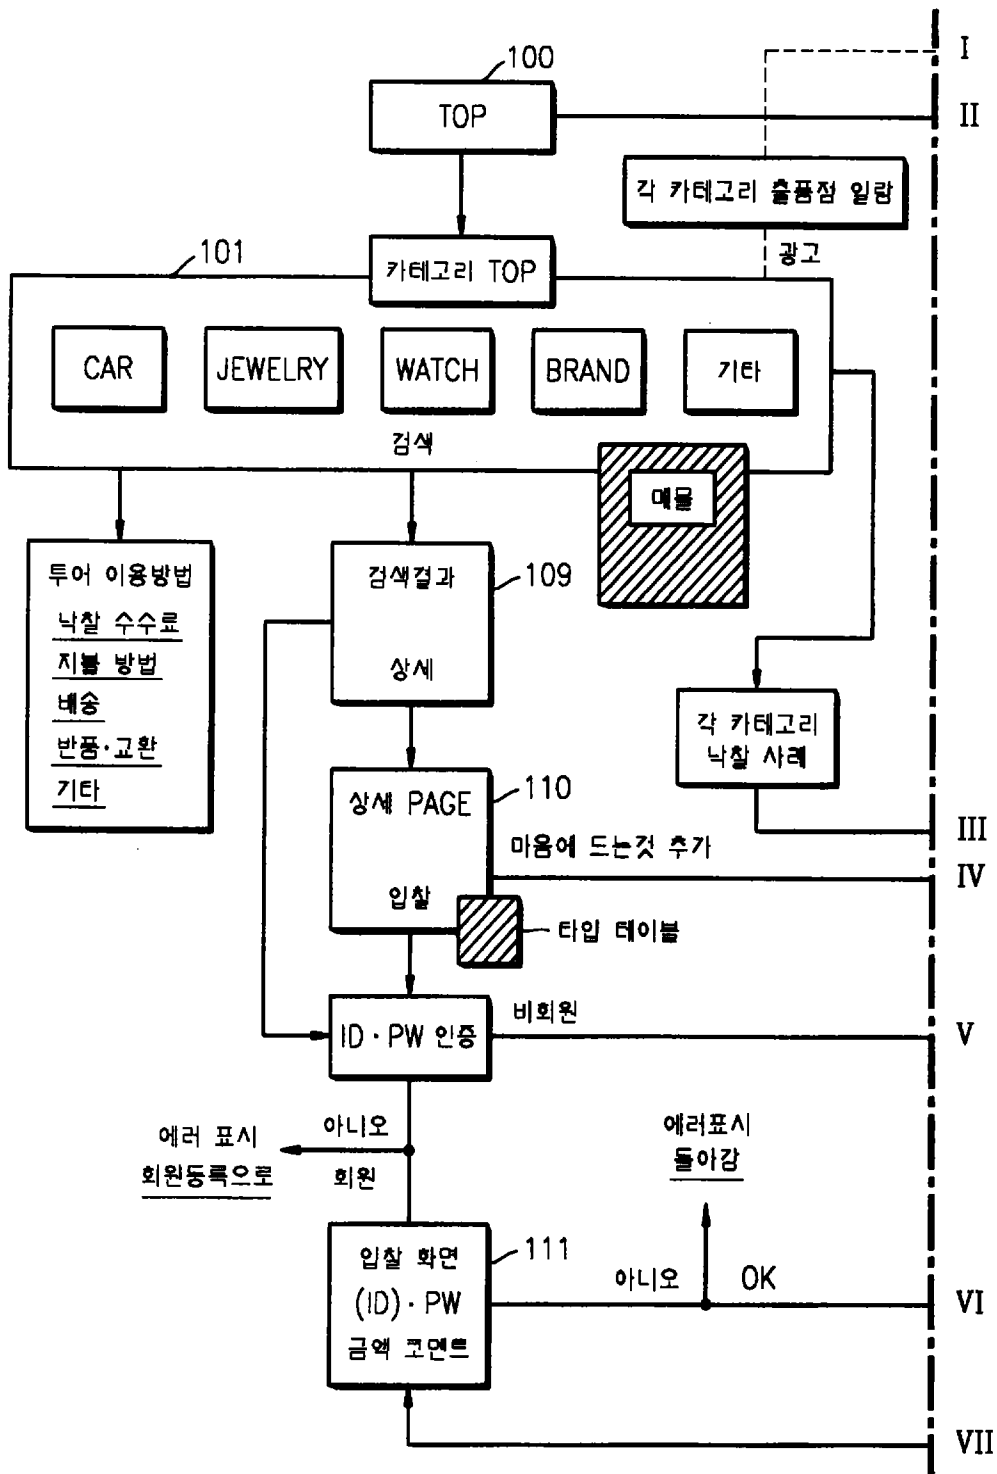 100
I
TOP
II
각 카테고리 출품점 일람
101
카테고리 TOP
광고
CAR
JEWELRY
WATCH
BRAND
기타
검색
매물
투어 이용방법
낙찰 수수료
지불 방법
배송
반품·교환
기타
검색결과
상세
109
각 카테고리
낙찰 사례
III
상세 PAGE
110
마음에 드는것 추가
IV
입찰
타입 테이블
ID·PW 인증
비회원
V
아니오
회원
에러 표시
회원등록으로
에러표시
돌아감
입찰 화면
(ID)·PW
금액 코멘트
111
아니오
OK
VI
VII